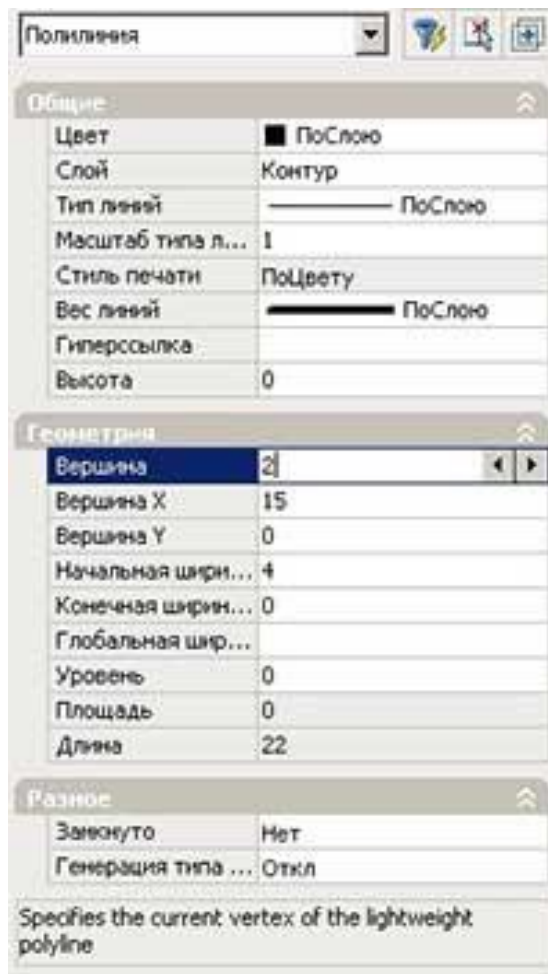 Полилиния
Общие
Цвет ПоСлою
Слой Контур
Тип линий ПоСлою
Масштаб типа л... 1
Стиль печати ПоЦвету
Вес линий ПоСлою
Гиперссылка
Высота 0
Геометрия
Вершина 2
Вершина X 15
Вершина Y 0
Начальная шири... 4
Конечная ширин... 0
Глобальная шир...
Уровень 0
Площадь 0
Длина 22
Разное
Замкнуто Нет
Генерация типа ... Откл
Specifies the current vertex of the lightweight
polyline